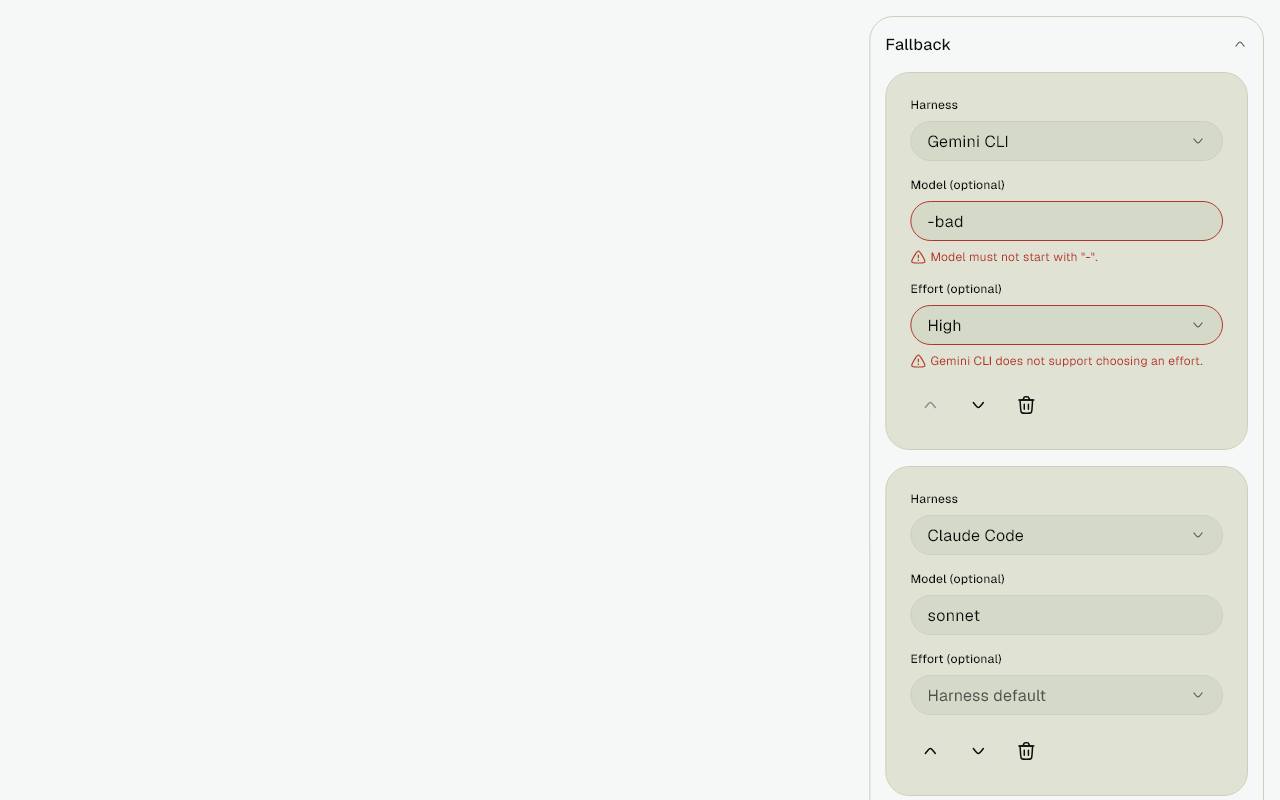 Fallback
Harness
Gemini CLI
Model (optional)
-bad
Model must not start with "-".
Effort (optional)
High
Gemini CLI does not support choosing an effort.
Harness
Claude Code
Model (optional)
sonnet
Effort (optional)
Harness default